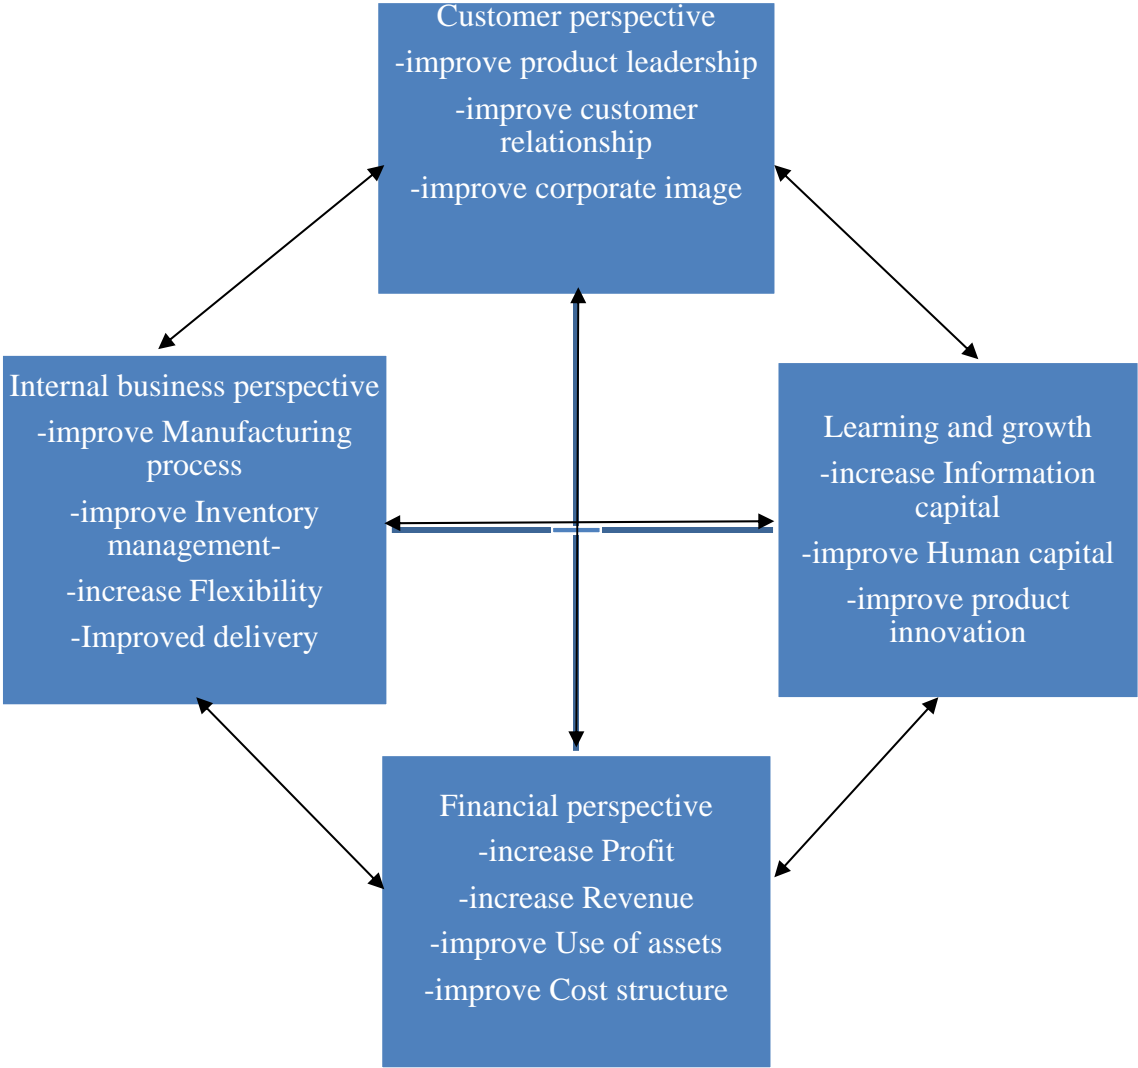 Customer perspective
-improve product leadership
-improve customer
relationship
-improve corporate image
Internal business perspective
-improve Manufacturing
process
-improve Inventory
management-
-increase Flexibility
-Improved delivery
Learning and growth
-increase Information
capital
-improve Human capital
-improve product
innovation
Financial perspective
-increase Profit
-increase Revenue
-improve Use of assets
-improve Cost structure